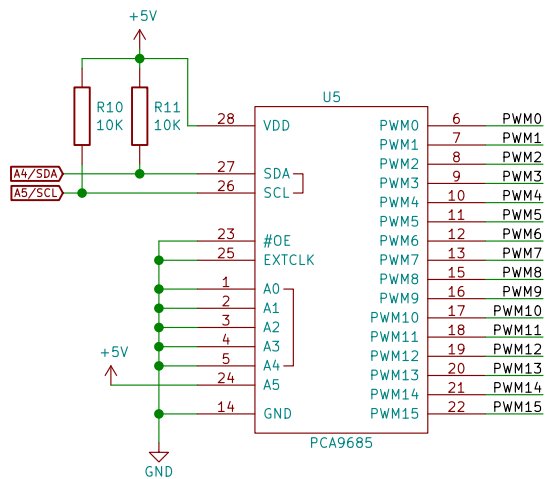 +5V
U5
R10
10K
R11
10K
28 VDD PWM0 6 PWM0
PWM1 7 PWM1
PWM2 8 PWM2
A4/SDA 27 SDA PWM3 9 PWM3
A5/SCL 26 SCL PWM4 10 PWM4
PWM5 11 PWM5
23 #OE PWM6 12 PWM6
25 EXTCLK PWM7 13 PWM7
1 A0 PWM8 15 PWM8
2 A1 PWM9 16 PWM9
3 A2 PWM10 17 PWM10
4 A3 PWM11 18 PWM11
+5V 5 A4 PWM12 19 PWM12
24 A5 PWM13 20 PWM13
PWM14 21 PWM14
14 GND PWM15 22 PWM15
PCA9685
GND